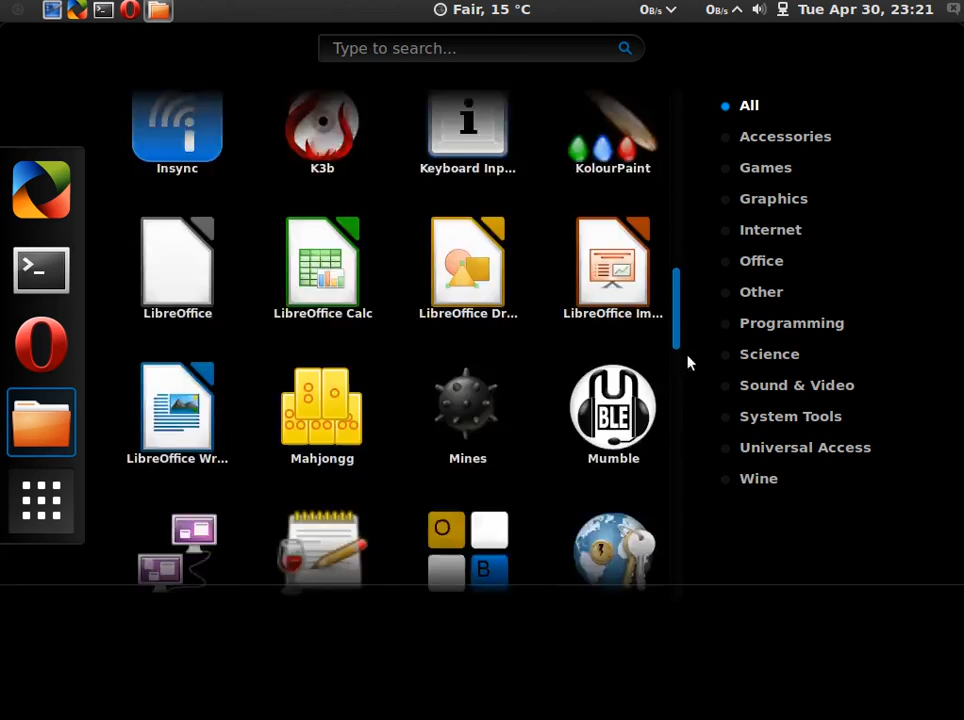 Fair, 15 °C
0B/s
0B/s
Tue Apr 30, 23:21
Type to search...
Insync
K3b
Keyboard Inp...
KolourPaint
LibreOffice
LibreOffice Calc
LibreOffice Dr...
LibreOffice Im...
LibreOffice Wr...
Mahjongg
Mines
BLE
Mumble
O
B
All
Accessories
Games
Graphics
Internet
Office
Other
Programming
Science
Sound & Video
System Tools
Universal Access
Wine